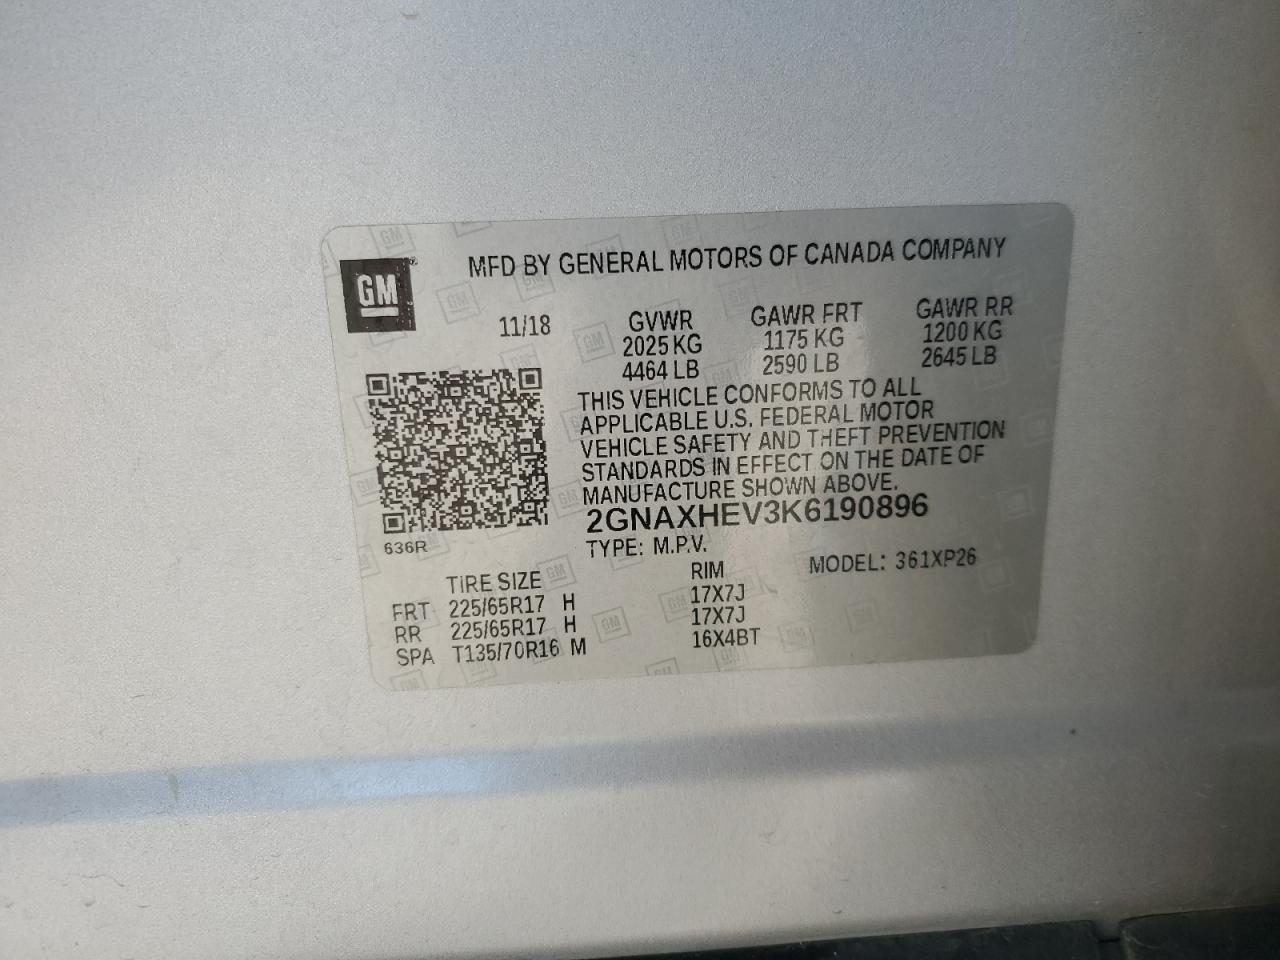 MFD BY GENERAL MOTORS OF CANADA COMPANY
GM
11/18
GVWR GAWR FRT GAWR RR
2025 KG 1175 KG 1200 KG
4464 LB 2590 LB 2645 LB
THIS VEHICLE CONFORMS TO ALL
APPLICABLE U.S. FEDERAL MOTOR
VEHICLE SAFETY AND THEFT PREVENTION
STANDARDS IN EFFECT ON THE DATE OF
MANUFACTURE SHOWN ABOVE.
2GNAXHEV3K6190896
636R
TYPE: M.P.V. MODEL: 361XP26
TIRE SIZE RIM
FRT 225/65R17 H 17X7J
RR 225/65R17 H 17X7J
SPA T135/70R16 M 16X4BT